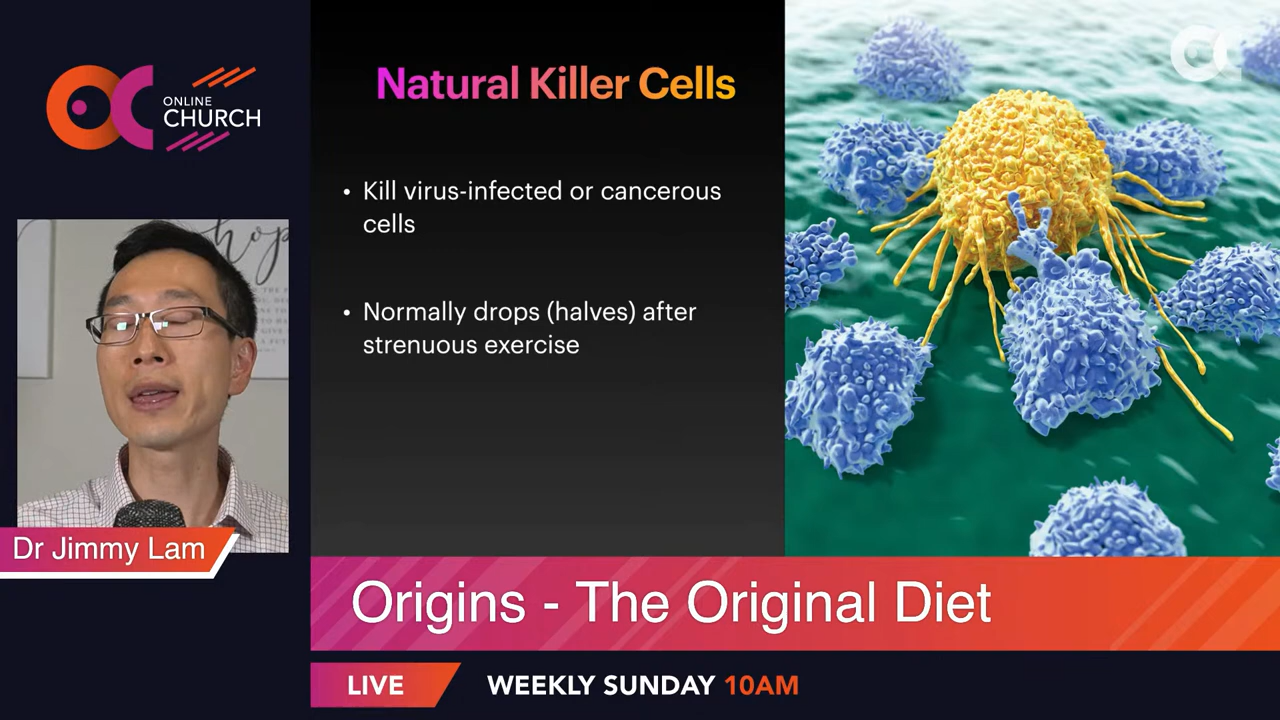 ONLINE
CHURCH
Natural Killer Cells
• Kill virus-infected or cancerous
cells
• Normally drops (halves) after
strenuous exercise
Dr Jimmy Lam
Origins - The Original Diet
LIVE
WEEKLY SUNDAY 10AM